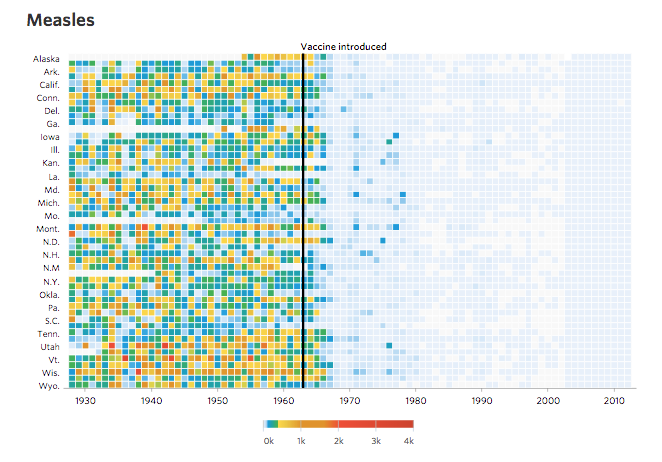 Measles
Vaccine introduced
Alaska
Ark.
Calif.
Conn.
Del.
Ga.
Iowa
Ill.
Kan.
La.
Md.
Mich.
Mo.
Mont.
N.D.
N.H.
N.M
N.Y.
Okla.
Pa.
S.C.
Tenn.
Utah
Vt.
Wis.
Wyo.
1930 1940 1950 1960 1970 1980 1990 2000 2010
0k 1k 2k 3k 4k